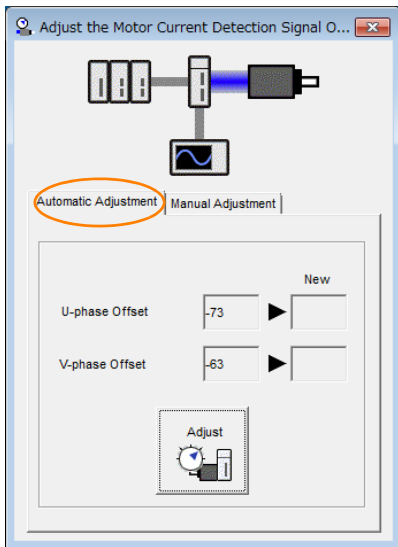 Adjust the Motor Current Detection Signal O...
Automatic Adjustment
Manual Adjustment
New
U-phase Offset
-73
V-phase Offset
-63
Adjust